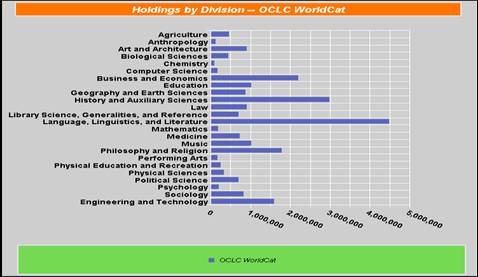 Holdings by Division -- OCLC WorldCat
Agriculture
Anthropology
Art and Architecture
Biological Sciences
Chemistry
Computer Science
Business and Economics
Education
Geography and Earth Sciences
History and Auxiliary Sciences
Law
Library Science, Generalities, and Reference
Language, Linguistics, and Literature
Mathematics
Medicine
Music
Philosophy and Religion
Performing Arts
Physical Education and Recreation
Physical Sciences
Political Science
Psychology
Sociology
Engineering and Technology
0 1,000,000 2,000,000 3,000,000 4,000,000 5,000,000
OCLC WorldCat